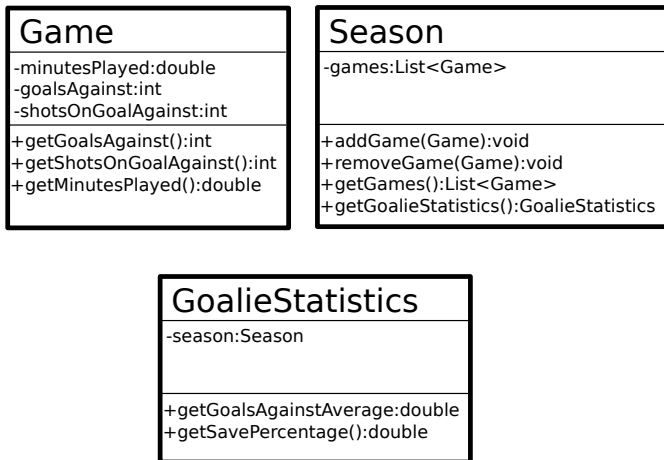 Game
-minutesPlayed:double
-goalsAgainst:int
-shotsOnGoalAgainst:int
+getGoalsAgainst():int
+getShotsOnGoalAgainst():int
+getMinutesPlayed():double
Season
-games:List<Game>
+addGame(Game):void
+removeGame(Game):void
+getGames():List<Game>
+getGoalieStatistics():GoalieStatistics
GoalieStatistics
-season:Season
+getGoalsAgainstAverage:double
+getSavePercentage():double